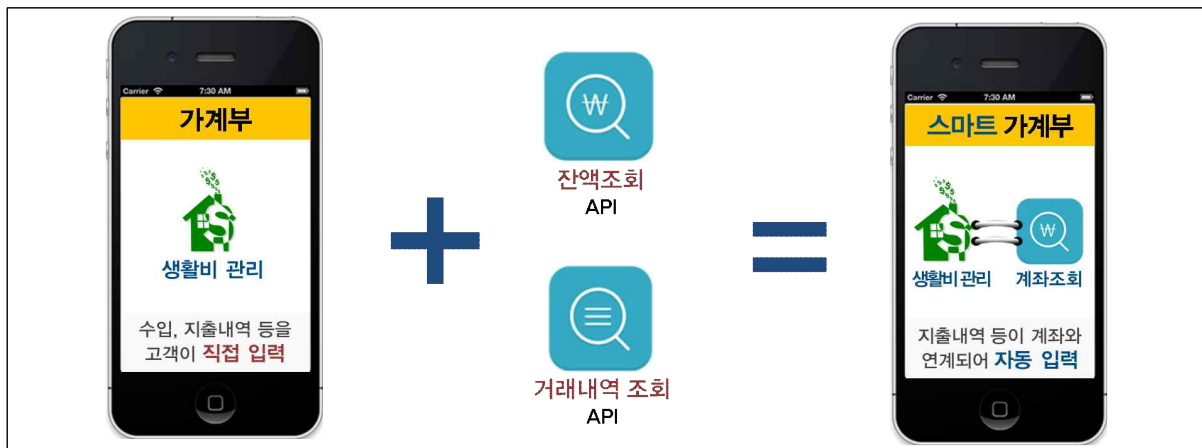 Carrier 7:30 AM
가계부
생활비 관리
수입, 지출내역 등을
고객이 직접 입력
₩
잔액조회
API
거래내역 조회
API
Carrier 7:30 AM
스마트 가계부
₩
생활비 관리 계좌조회
지출내역 등이 계좌와
연계되어 자동 입력